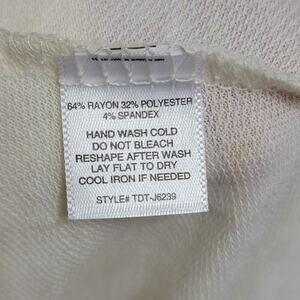 64% RAYON 32% POLYESTER
4% SPANDEX
HAND WASH COLD
DO NOT BLEACH
RESHAPE AFTER WASH
LAY FLAT TO DRY
COOL IRON IF NEEDED
STYLE# TDT-J6239